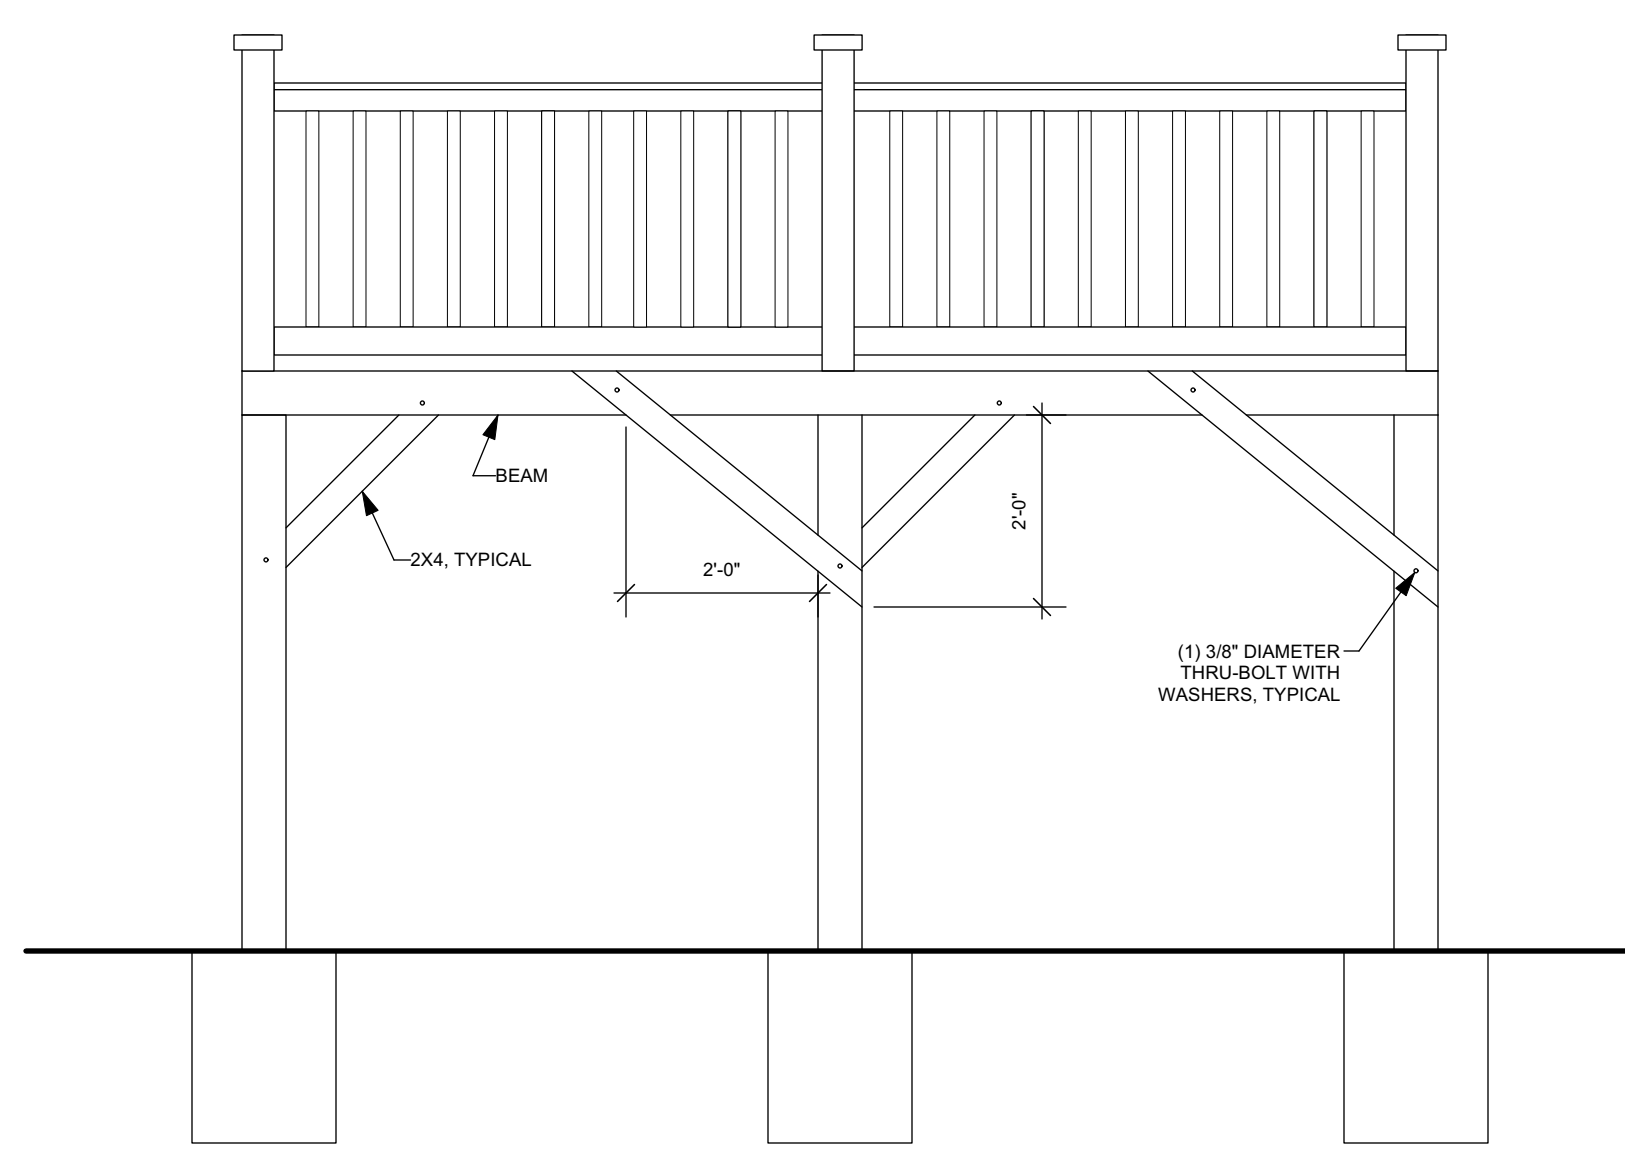 BEAM
2'-0"
2X4, TYPICAL
2'-0"
(1) 3/8" DIAMETER
THRU-BOLT WITH
WASHERS, TYPICAL